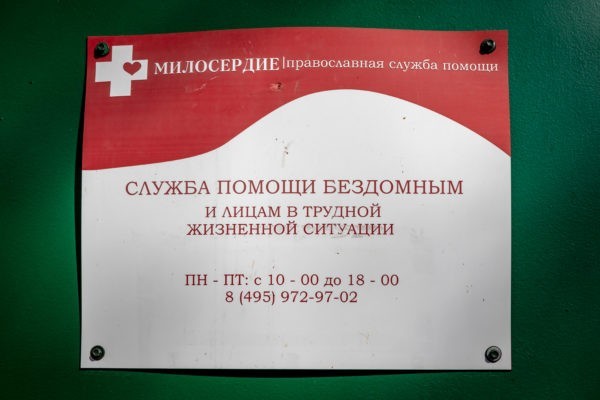 МИЛОСЕРДИЕ|православная служба помощи
СЛУЖБА ПОМОЩИ БЕЗДОМНЫМ
И ЛИЦАМ В ТРУДНОЙ
ЖИЗНЕННОЙ СИТУАЦИИ
ПН - ПТ: с 10 - 00 до 18 - 00
8 (495) 972-97-02